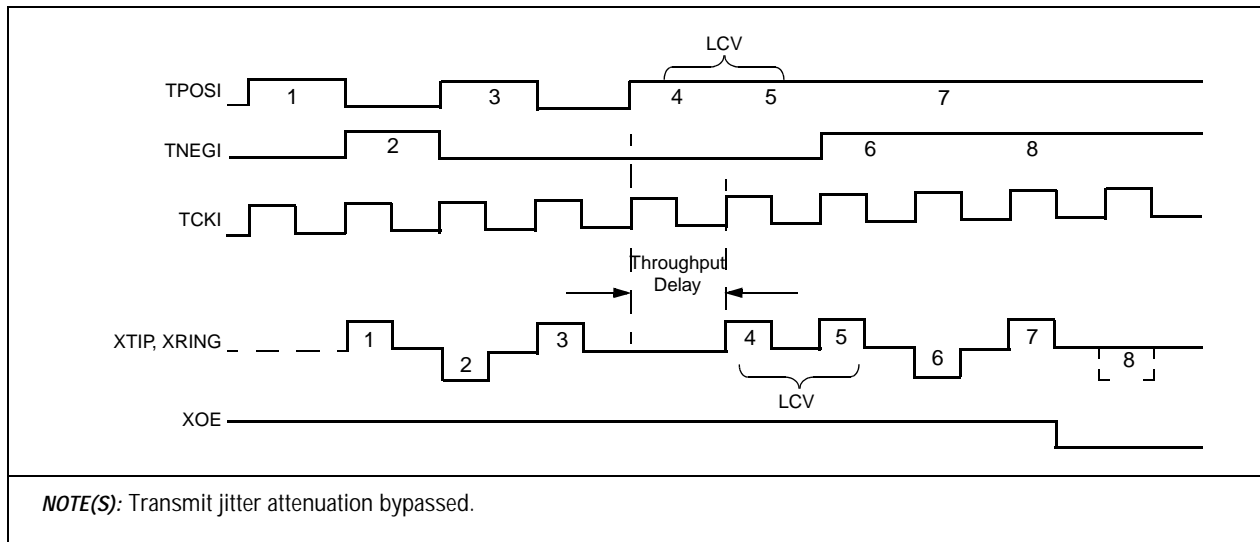 LCV
TPOSI
1
3
4
5
7
TNEGI
2
6
8
TCKI
Throughput
Delay
XTIP, XRING
1
2
3
4
5
6
7
8
LCV
XOE
NOTE(S): Transmit jitter attenuation bypassed.